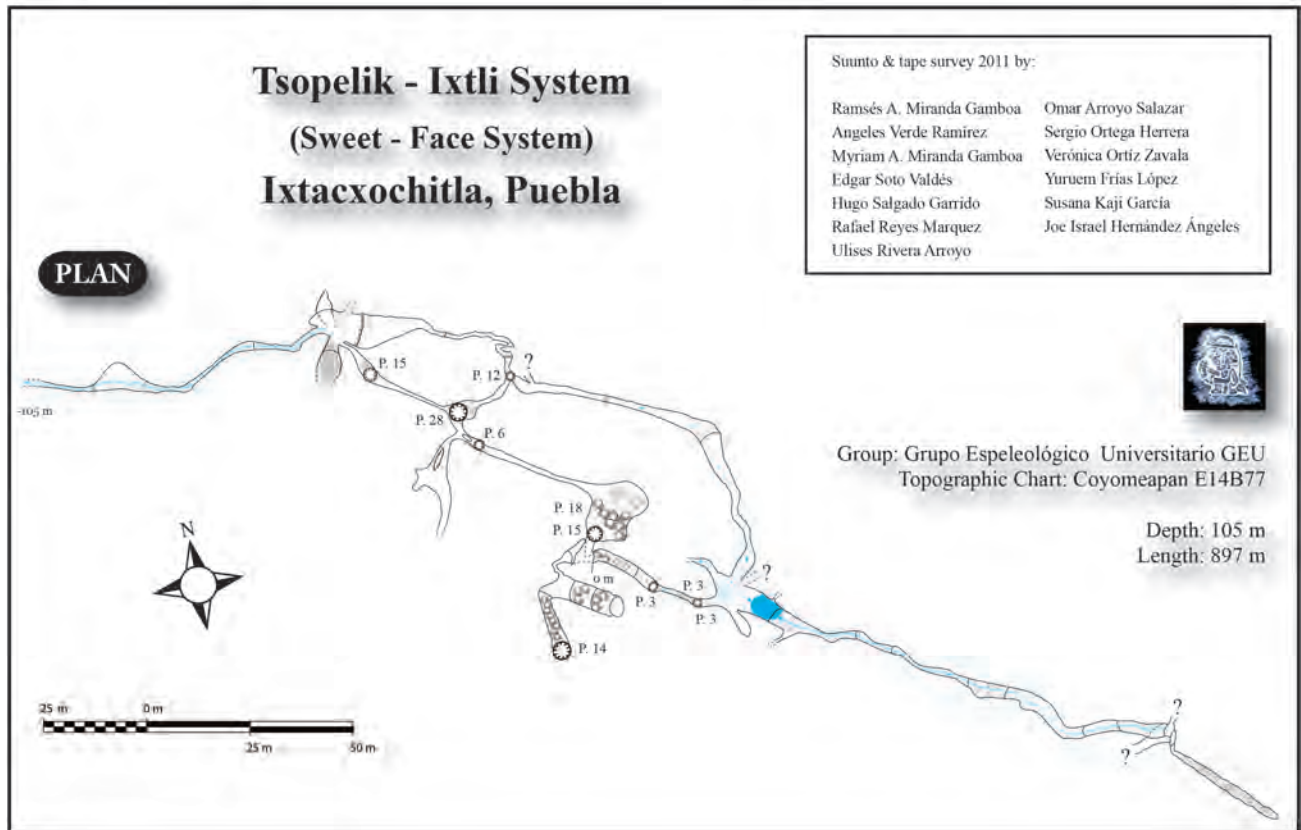 Tsopelik - Ixtli System
(Sweet - Face System)
Ixtacxochitla, Puebla
Suunto & tape survey 2011 by:
Ramsés A. Miranda Gamboa
Angeles Verde Ramírez
Myriam A. Miranda Gamboa
Edgar Soto Valdés
Hugo Salgado Garrido
Rafael Reyes Marquez
Ulises Rivera Arroyo
Omar Arroyo Salazar
Sergio Ortega Herrera
Verónica Ortíz Zavala
Yuruem Frías López
Susana Kaji García
Joe Israel Hernández Ángeles
PLAN
P. 15
P. 12
?
-105 m
P. 28
P. 6
P. 18
P. 15
0 m
P. 3
P. 3
P. 3
?
P. 14
?
?
Group: Grupo Espeleológico Universitario GEU
Topographic Chart: Coyomeapan E14B77
Depth: 105 m
Length: 897 m
N
25 m 0 m
25 m 50 m